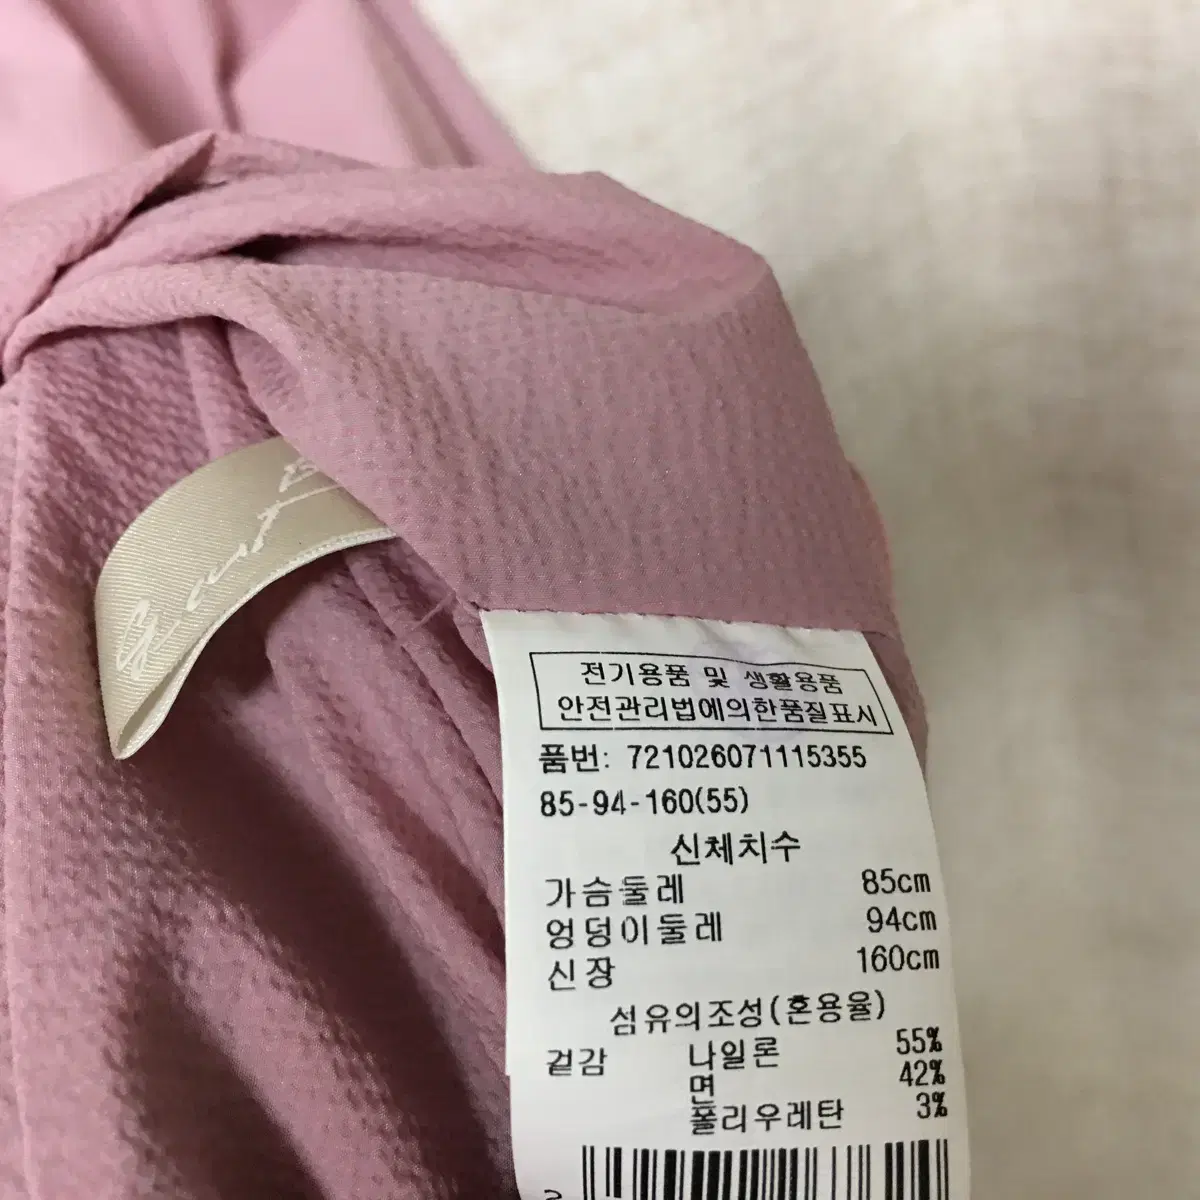 전기용품 및 생활용품
안전관리법에의한품질표시
품번: 721026071115355
85-94-160(55)
신체치수
가슴둘레 85cm
엉덩이둘레 94cm
신장 160cm
섬유의조성(혼용율)
겉감 나일론 55%
면 42%
폴리우레탄 3%